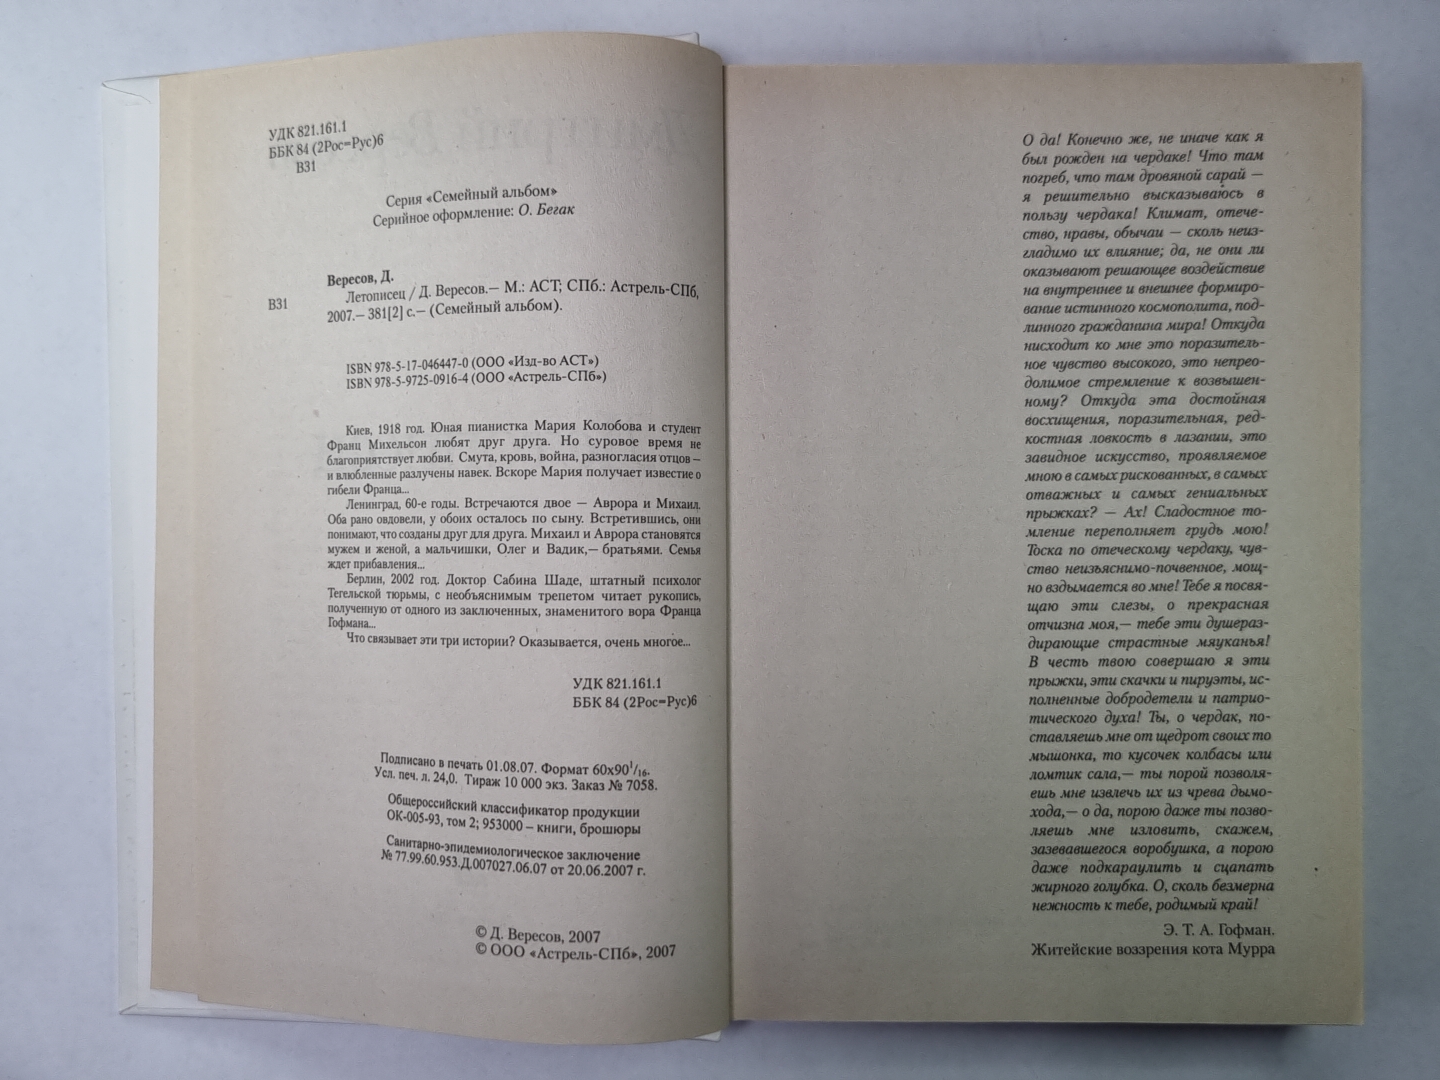 УДК 821.161.1
ББК 84 (2Рос=Рус)6
В31
Серия «Семейный альбом»
Серийное оформление: О. Бегак
Вересов, Д.
В31 Летописец / Д. Вересов.— М.: АСТ; СПб.: Астрель-СПб,
2007.— 381[2] с.— (Семейный альбом).
ISBN 978-5-17-046447-0 (ООО «Изд-во АСТ»)
ISBN 978-5-9725-0916-4 (ООО «Астрель-СПб»)
Киев, 1918 год. Юная пианистка Мария Колобова и студент
Франц Михельсон любят друг друга. Но суровое время не
благоприятствует любви. Смута, кровь, война, разногласия отцов —
и влюбленные разлучены навек. Вскоре Мария получает известие о
гибели Франца...
Ленинград, 60-е годы. Встречаются двое — Аврора и Михаил.
Оба рано овдовели, у обоих осталось по сыну. Встретившись, они
понимают, что созданы друг для друга. Михаил и Аврора становятся
мужем и женой, а мальчишки, Олег и Вадик,— братьями. Семья
ждет прибавления...
Берлин, 2002 год. Доктор Сабина Шаде, штатный психолог
Тегельской тюрьмы, с необъяснимым трепетом читает рукопись,
полученную от одного из заключенных, знаменитого вора Франца
Гофмана...
Что связывает эти три истории? Оказывается, очень многое...
УДК 821.161.1
ББК 84 (2Рос=Рус)6
Подписано в печать 01.08.07. Формат 60х90 1/16.
Усл. печ. л. 24,0. Тираж 10 000 экз. Заказ № 7058.
Общероссийский классификатор продукции
ОК-005-93, том 2; 953000 – книги, брошюры
Санитарно-эпидемиологическое заключение
№ 77.99.60.953.Д.007027.06.07 от 20.06.2007 г.
© Д. Вересов, 2007
© ООО «Астрель-СПб», 2007
О да! Конечно же, не иначе как я
был рожден на чердаке! Что там
погреб, что там дровяной сарай —
я решительно высказываюсь в
пользу чердака! Климат, отече-
ство, нравы, обычаи — сколь неиз-
гладимо их влияние; да, не они ли
оказывают решающее воздействие
на внутреннее и внешнее формиро-
вание истинного космополита, под-
линного гражданина мира! Откуда
нисходит ко мне это поразитель-
ное чувство высокого, это непрео-
долимое стремление к возвышен-
ному? Откуда эта достойная
восхищения, поразительная, ред-
костная ловкость в лазании, это
завидное искусство, проявляемое
мною в самых рискованных, в самых
отважных и самых гениальных
прыжках? — Ах! Сладостное то-
мление переполняет грудь мою!
Тоска по отеческому чердаку, чув-
ство неизъяснимо-почвенное, мощ-
но вздымается во мне! Тебе я посвя-
щаю эти слезы, о прекрасная
отчизна моя,— тебе эти душераз-
дирающие страстные мяуканья!
В честь твою совершаю я эти
прыжки, эти скачки и пируэты, ис-
полненные добродетели и патрио-
тического духа! Ты, о чердак, по-
ставляешь мне от щедрот своих то
мышонка, то кусочек колбасы или
ломтик сала,— ты порой позволя-
ешь мне извлечь их из чрева дымо-
хода,— о да, порою даже ты позво-
ляешь мне изловить, скажем,
зазевавшегося воробушка, а порою
даже подкараулить и сцапать
жирного голубка. О, сколь безмерна
нежность к тебе, родимый край!
Э. Т. А. Гофман.
Житейские воззрения кота Мурра